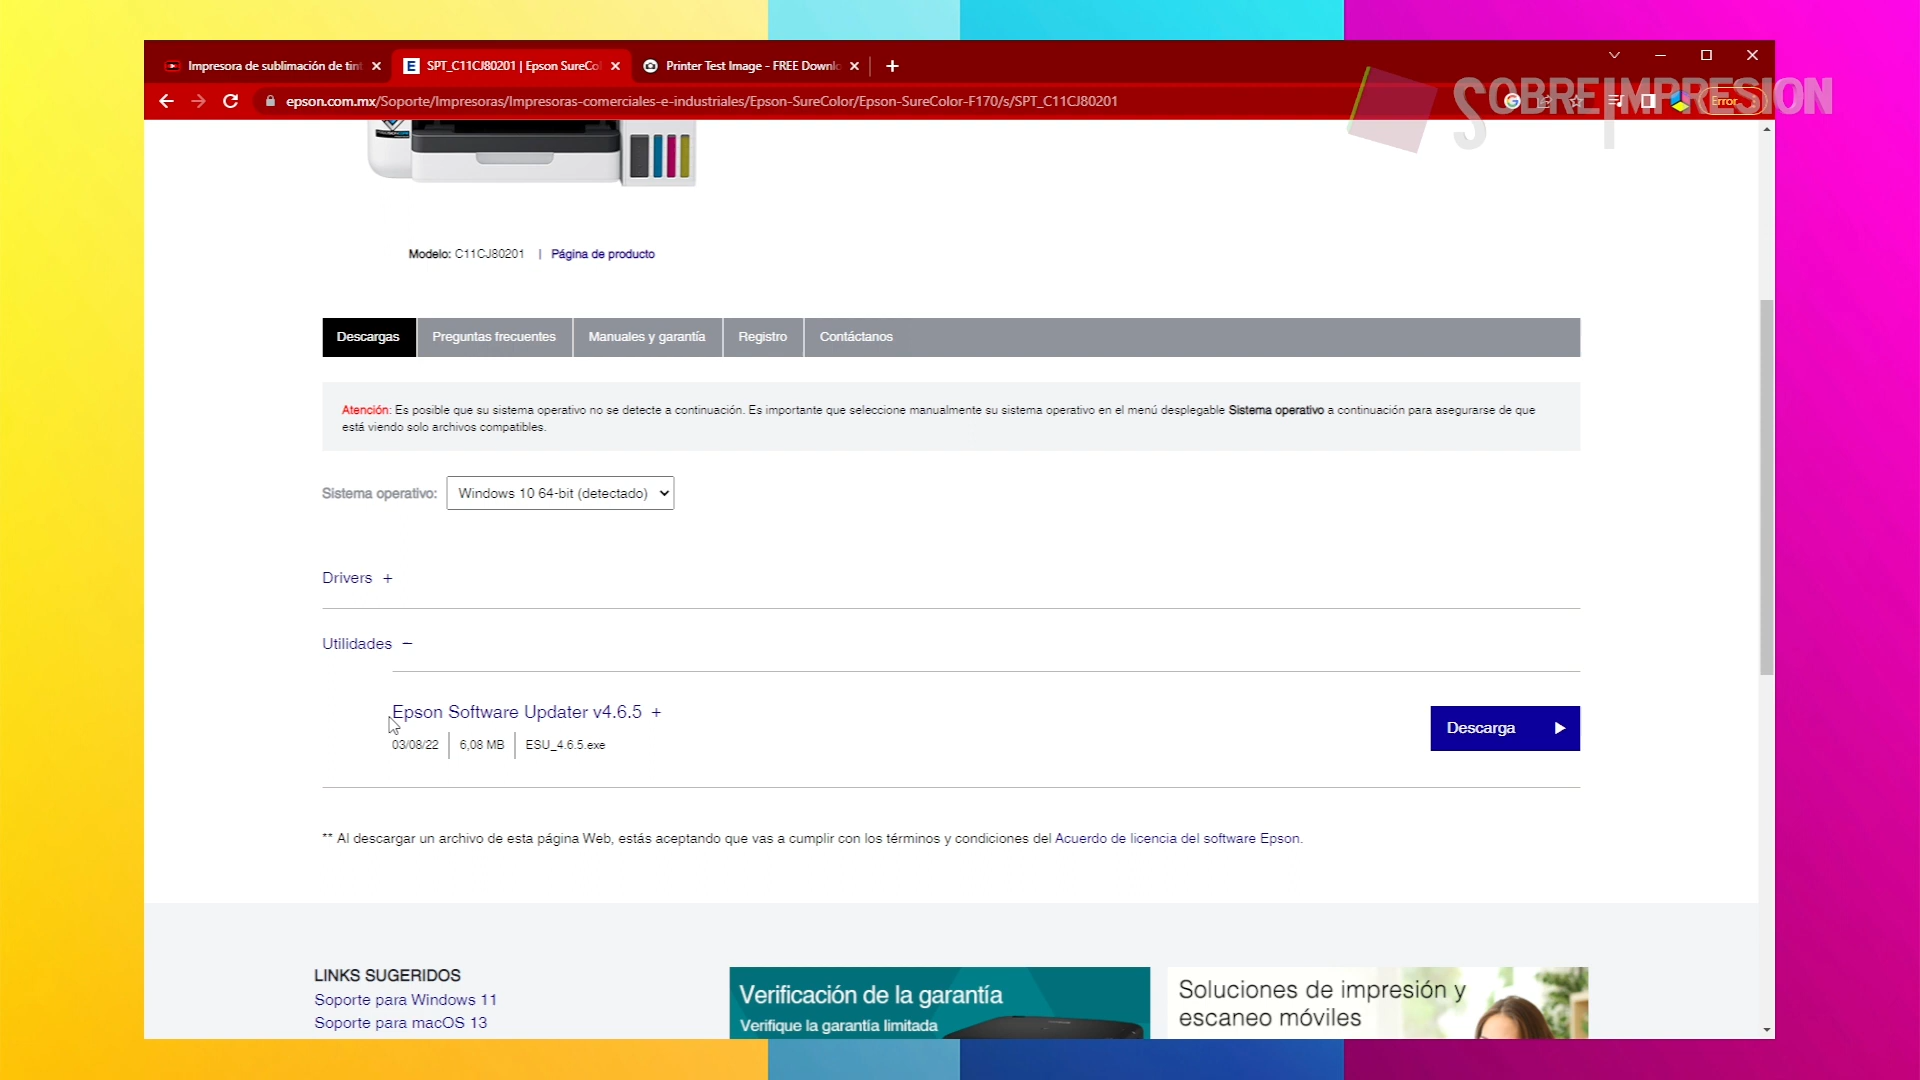 Impresora de sublimación de tint
SPT_C11CJ80201 | Epson SureCo
Printer Test Image - FREE Downlo
epson.com.mx/Soporte/Impresoras/Impresoras-comerciales-e-industriales/Epson-SureColor/Epson-SureColor-F170/s/SPT_C11CJ80201
Error
SOBREIMPRESION
Modelo: C11CJ80201 | Página de producto
Descargas
Preguntas frecuentes
Manuales y garantía
Registro
Contáctanos
Atención: Es posible que su sistema operativo no se detecte a continuación. Es importante que seleccione manualmente su sistema operativo en el menú desplegable Sistema operativo a continuación para asegurarse de que
está viendo solo archivos compatibles.
Sistema operativo: Windows 10 64-bit (detectado)
Drivers +
Utilidades −
Epson Software Updater v4.6.5 +
03/08/22 | 6,08 MB | ESU_4.6.5.exe
Descarga
** Al descargar un archivo de esta página Web, estás aceptando que vas a cumplir con los términos y condiciones del Acuerdo de licencia del software Epson.
LINKS SUGERIDOS
Soporte para Windows 11
Soporte para macOS 13
Verificación de la garantía
Verifique la garantía limitada
Soluciones de impresión y
escaneo móviles